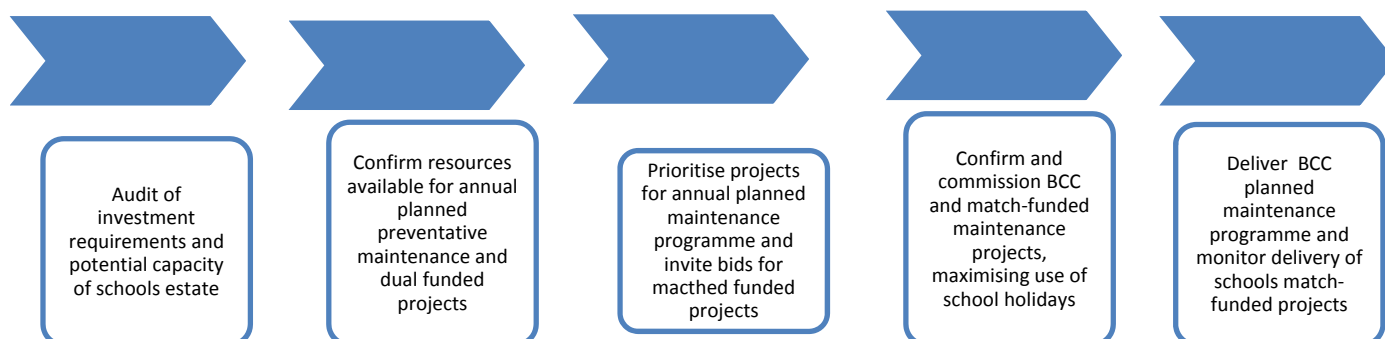 Audit of
investment
requirements and
potential capacity
of schools estate
Confirm resources
available for annual
planned
preventative
maintenance and
dual funded
projects
Prioritise projects
for annual planned
maintenance
programme and
invite bids for
macthed funded
projects
Confirm and
commission BCC
and match-funded
maintenance
projects,
maximising use of
school holidays
Deliver BCC
planned
maintenance
programme and
monitor delivery of
schools match-
funded projects